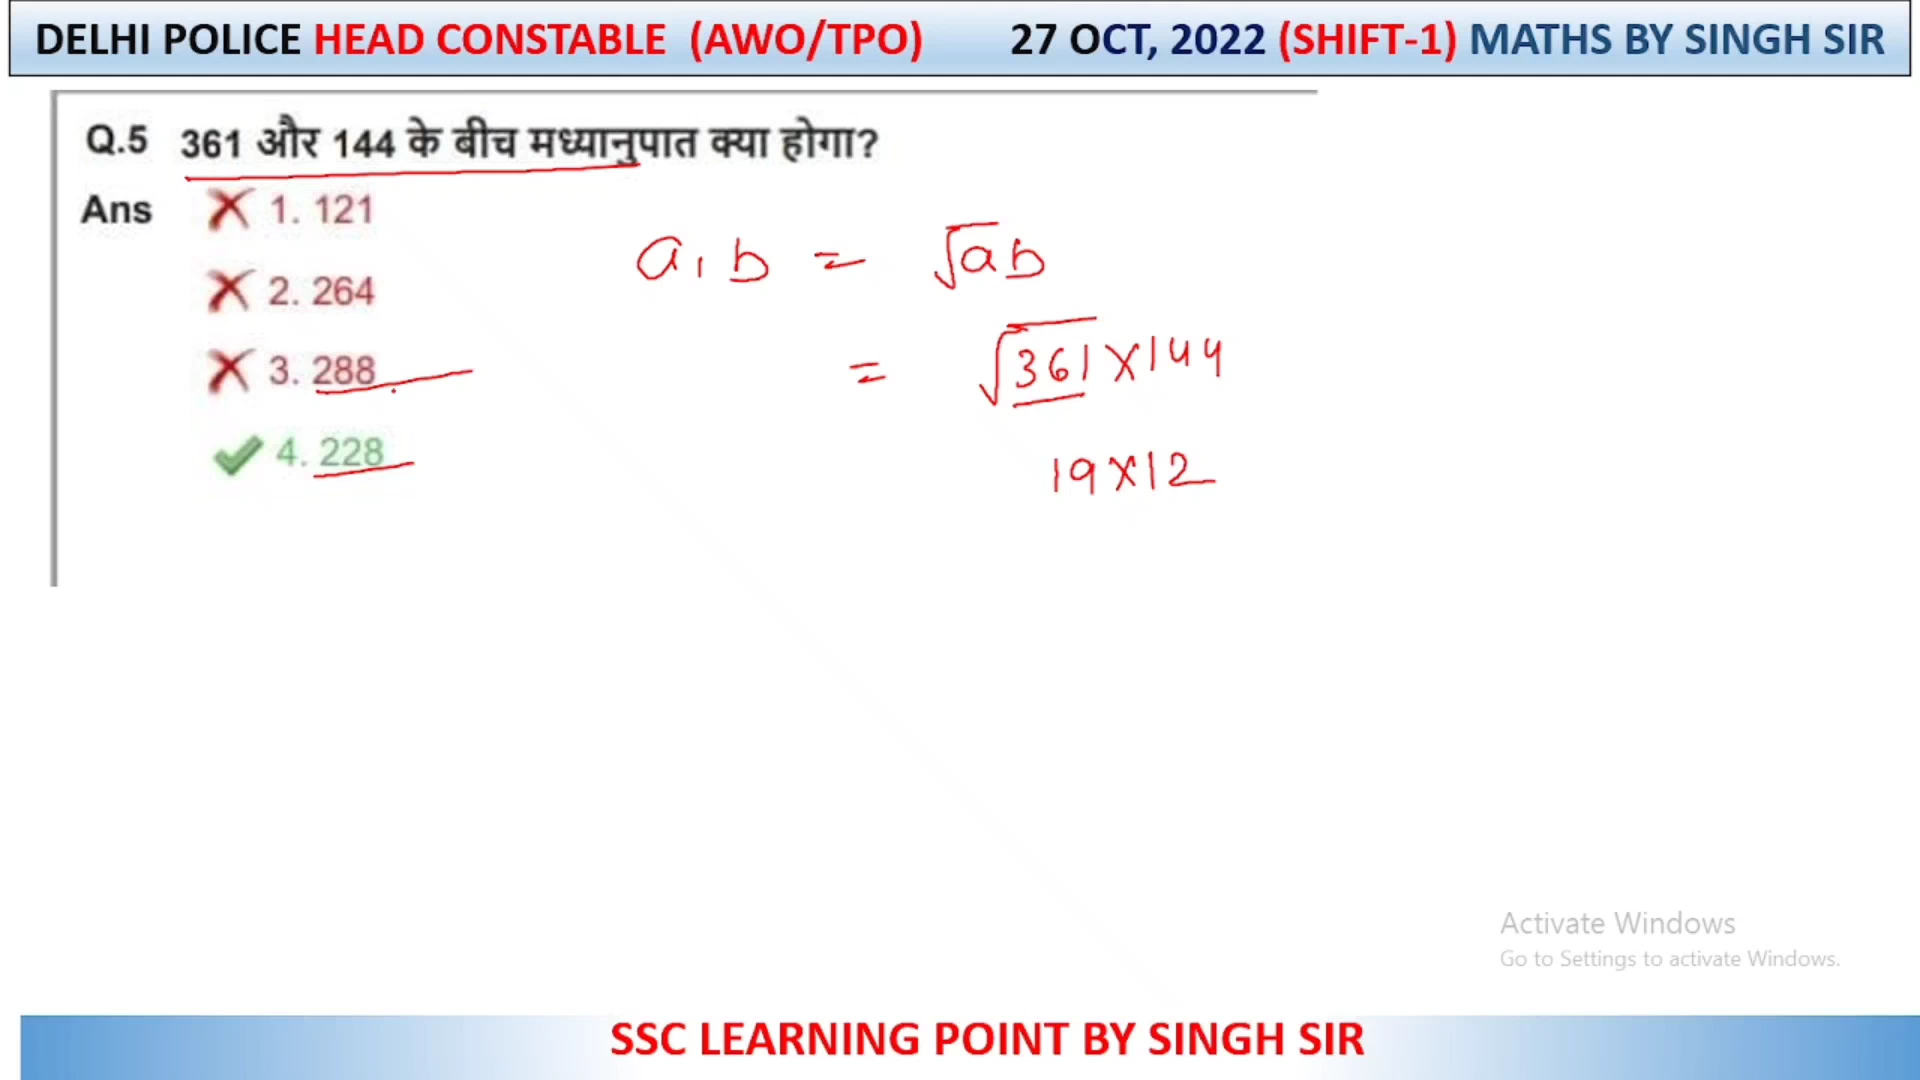 DELHI POLICE HEAD CONSTABLE (AWO/TPO) 27 OCT, 2022 (SHIFT-1) MATHS BY SINGH SIR
Q.5 361 और 144 के बीच मध्यानुपात क्या होगा?
Ans 1. 121
2. 264
3. 288
4. 228
a, b = √ab
= √361×144
19×12
Activate Windows
Go to Settings to activate Windows.
SSC LEARNING POINT BY SINGH SIR